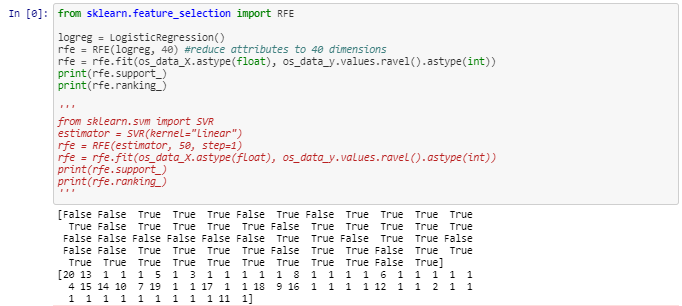 In [0]: from sklearn.feature_selection import RFE
logreg = LogisticRegression()
rfe = RFE(logreg, 40) #reduce attributes to 40 dimensions
rfe = rfe.fit(os_data_X.astype(float), os_data_y.values.ravel().astype(int))
print(rfe.support_)
print(rfe.ranking_)
'''
from sklearn.svm import SVR
estimator = SVR(kernel="linear")
rfe = RFE(estimator, 50, step=1)
rfe = rfe.fit(os_data_X.astype(float), os_data_y.values.ravel().astype(int))
print(rfe.support_)
print(rfe.ranking_)
'''
[False False  True  True  True False  True False  True  True  True  True
  True False  True  True  True  True False  True  True  True  True  True
 False False False False False False  True  True False  True  True False
 False False  True  True  True  True  True False  True  True False  True
  True  True  True  True  True  True  True  True False  True]
[20 13  1  1  1  5  1  3  1  1  1  1  1  8  1  1  1  1  6  1  1  1  1  1
  4 15 14 10  7 19  1  1 17  1  1 18  9 16  1  1  1  1 12  1  1  2  1  1
  1  1  1  1  1  1  1  1 11  1]